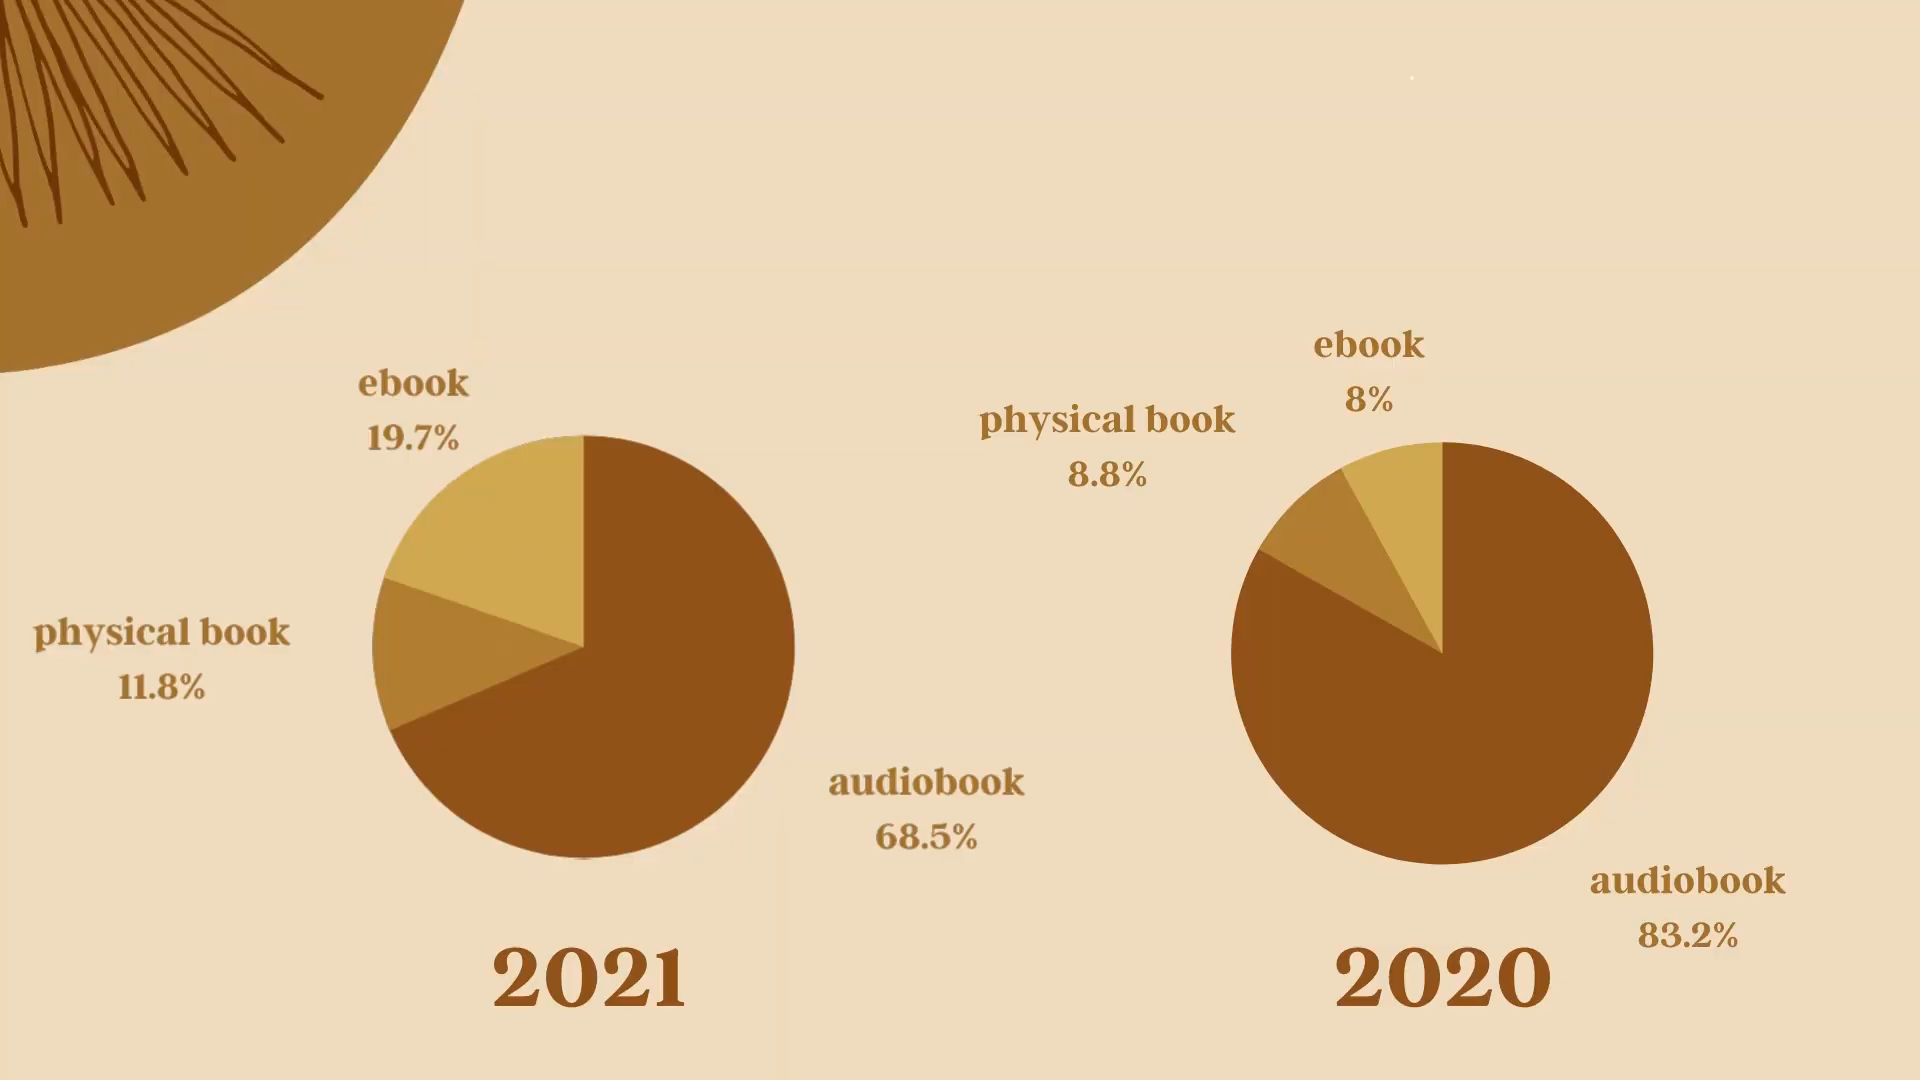 ebook
19.7%
physical book
11.8%
audiobook
68.5%
2021
ebook
8%
physical book
8.8%
audiobook
83.2%
2020